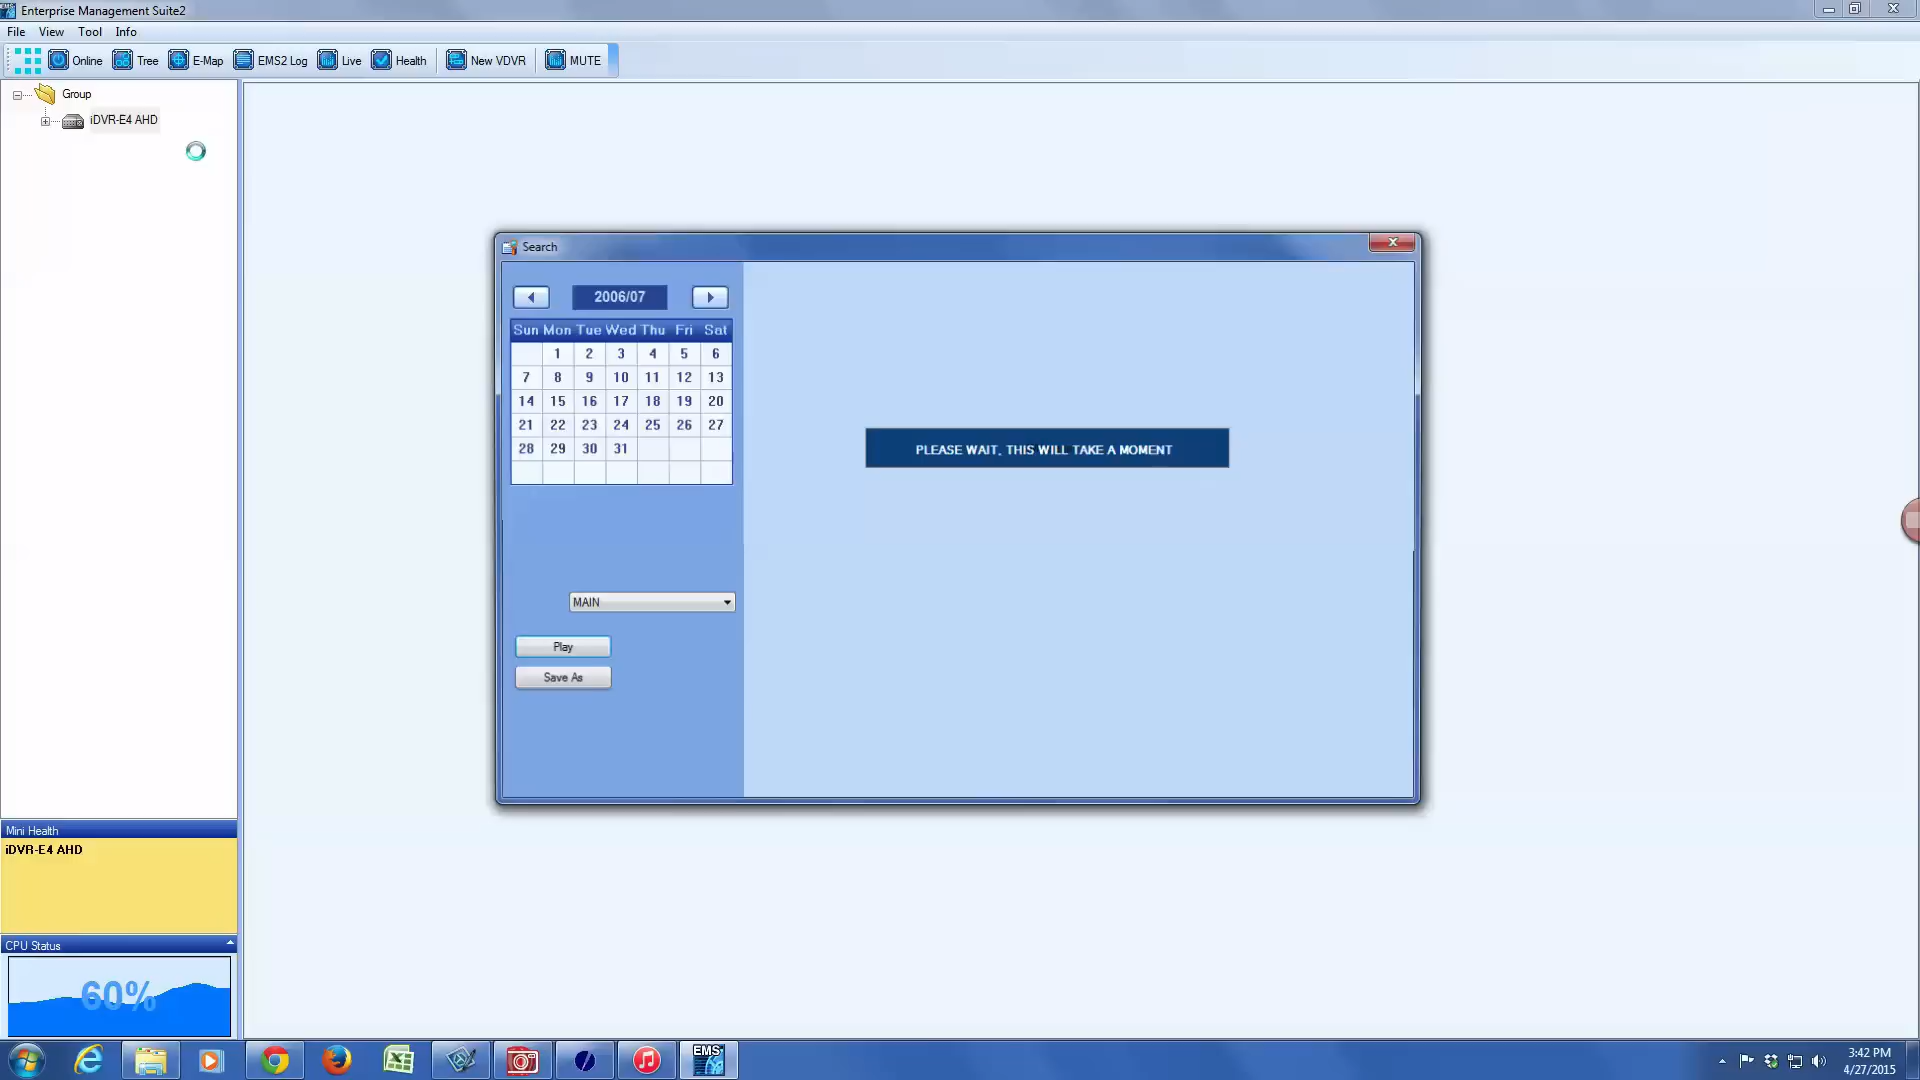 EMS Enterprise Management Suite2
File View Tool Info
Online Tree E-Map EMS2 Log Live Health New VDVR MUTE
Group
iDVR-E4 AHD
Search
2006/07
Sun Mon Tue Wed Thu Fri Sat
1 2 3 4 5 6
7 8 9 10 11 12 13
14 15 16 17 18 19 20
21 22 23 24 25 26 27
28 29 30 31
PLEASE WAIT, THIS WILL TAKE A MOMENT
MAIN
Play
Save As
Mini Health
iDVR-E4 AHD
CPU Status
60%
EMS
3:42 PM
4/27/2015